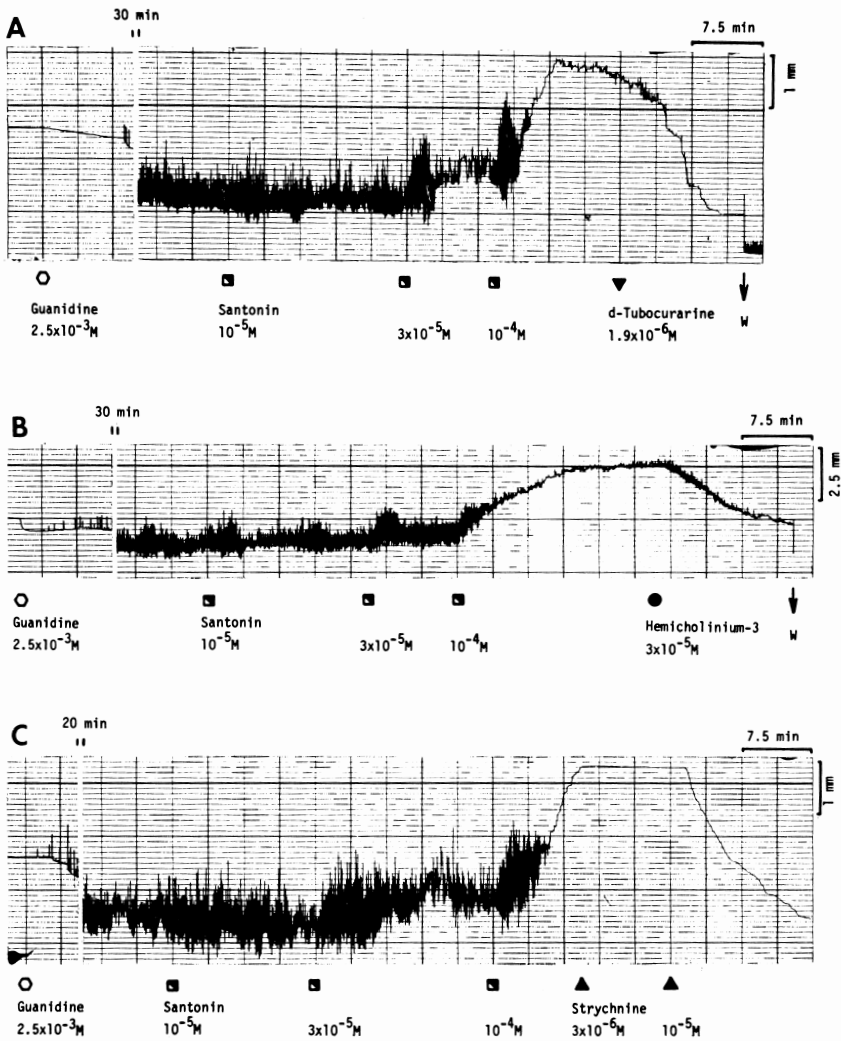 A
30 min
7.5 min
1 mm
Guanidine
2.5x10⁻³M
Santonin
10⁻⁵M
3x10⁻⁵M
10⁻⁴M
d-Tubocurarine
1.9x10⁻⁶M
W
B
30 min
7.5 min
2.5 mm
Guanidine
2.5x10⁻³M
Santonin
10⁻⁵M
3x10⁻⁵M
10⁻⁴M
Hemicholinium-3
3x10⁻⁵M
W
C
20 min
7.5 min
1 mm
Guanidine
2.5x10⁻³M
Santonin
10⁻⁵M
3x10⁻⁵M
10⁻⁴M
Strychnine
3x10⁻⁶M
10⁻⁵M